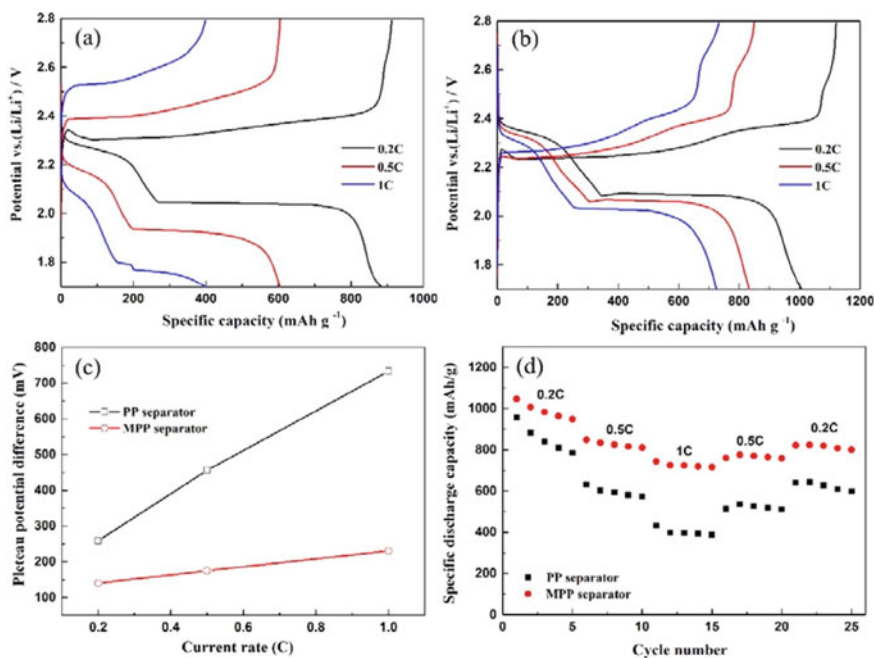 (a)
2.8
2.6
2.4
2.2
2.0
1.8
Potential vs.(Li/Li⁺) / V
0.2C
0.5C
1C
0 200 400 600 800 1000
Specific capacity (mAh g⁻¹)
(b)
2.8
2.6
2.4
2.2
2.0
1.8
Potential vs.(Li/Li⁺) / V
0.2C
0.5C
1C
0 200 400 600 800 1000 1200
Specific capacity (mAh g⁻¹)
(c)
800
700
600
500
400
300
200
100
Pleteau potential difference (mV)
PP separator
MPP separator
0.2 0.4 0.6 0.8 1.0
Current rate (C)
(d)
1000
800
600
400
200
0
Specific discharge capacity (mAh/g)
0.2C
0.5C
1C
0.5C
0.2C
PP separator
MPP separator
0 5 10 15 20 25
Cycle number